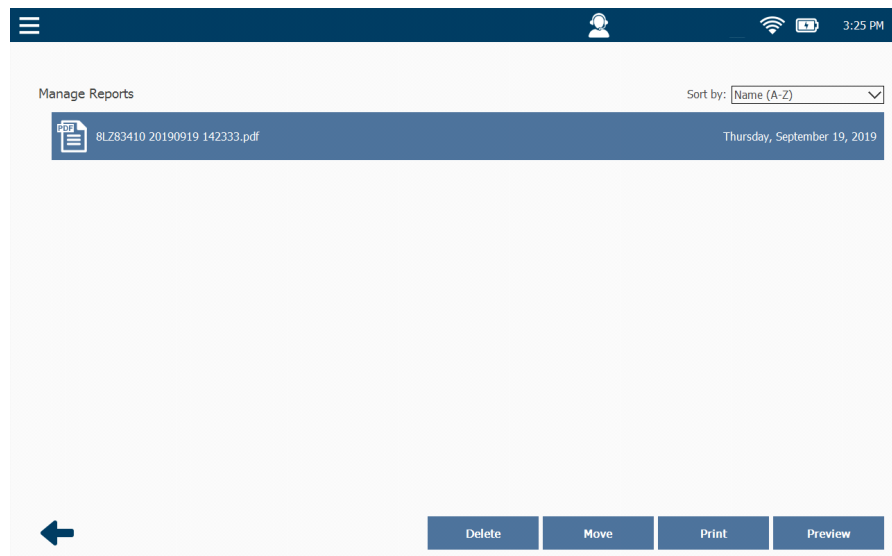 3:25 PM
Manage Reports
Sort by: Name (A-Z)
PDF
8LZ83410 20190919 142333.pdf
Thursday, September 19, 2019
Delete
Move
Print
Preview